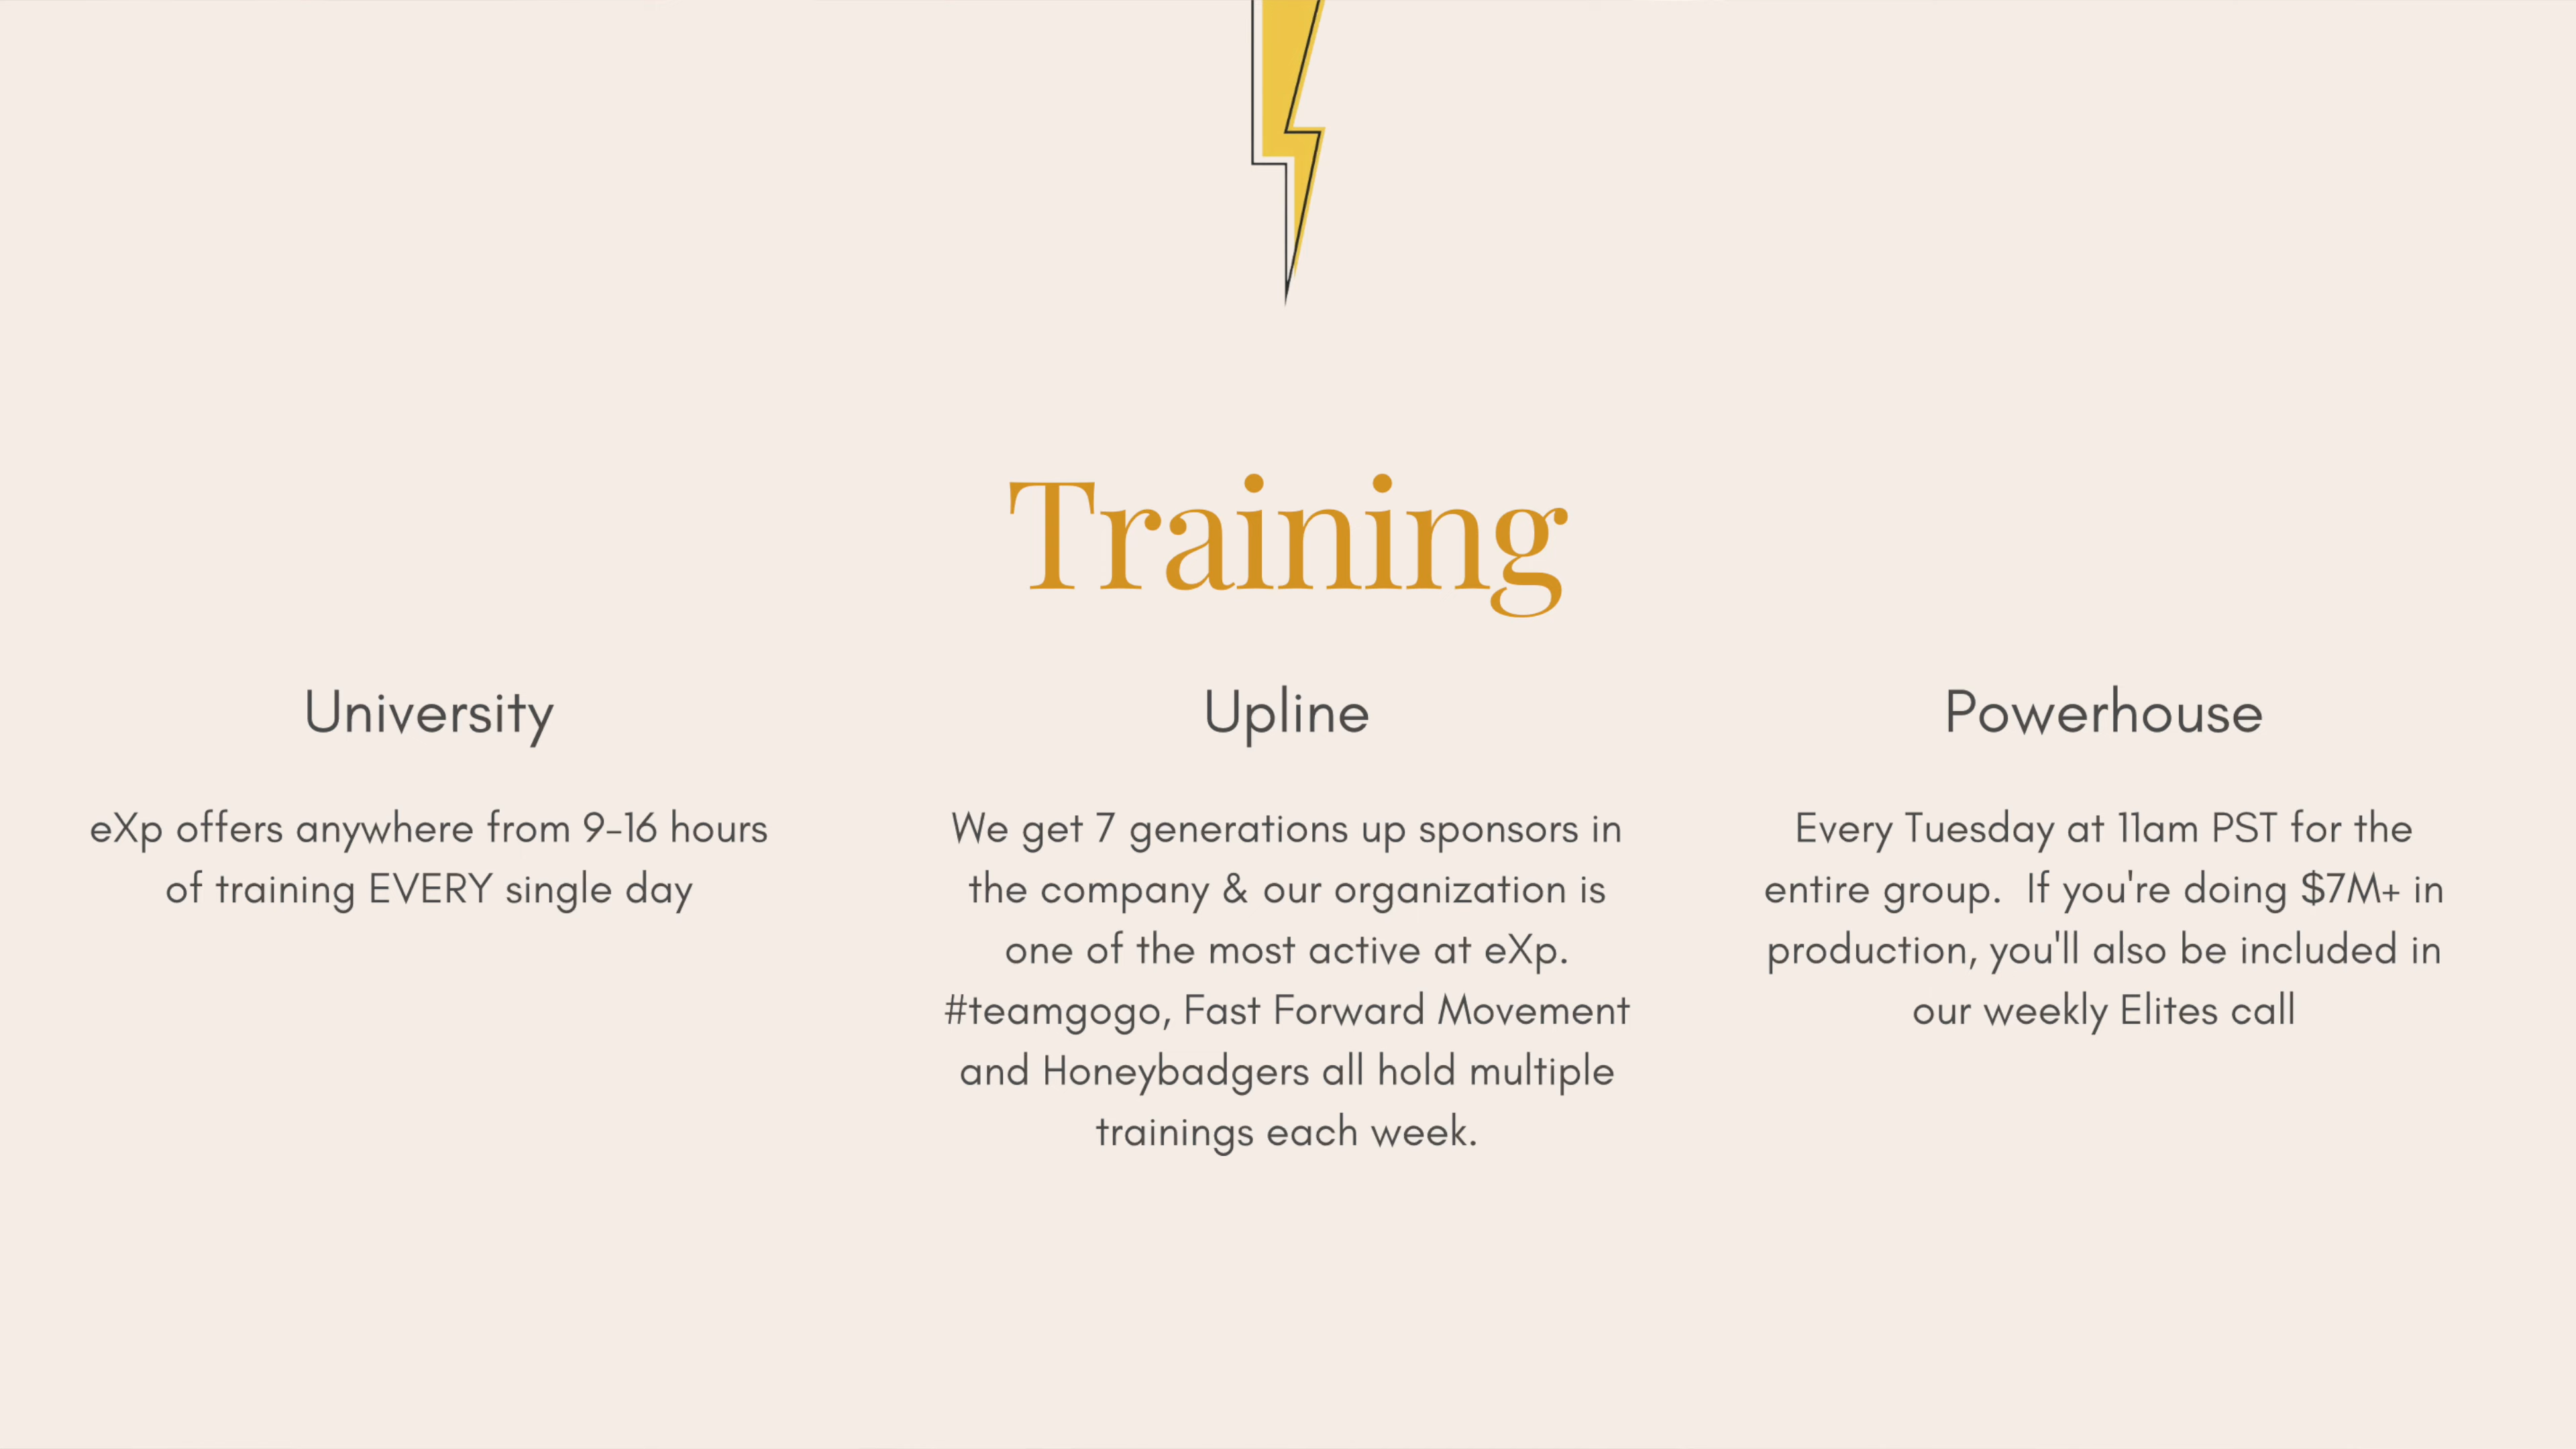 Training
University
eXp offers anywhere from 9-16 hours
of training EVERY single day
Upline
We get 7 generations up sponsors in
the company & our organization is
one of the most active at eXp.
#teamgogo, Fast Forward Movement
and Honeybadgers all hold multiple
trainings each week.
Powerhouse
Every Tuesday at 11am PST for the
entire group.  If you're doing $7M+ in
production, you'll also be included in
our weekly Elites call